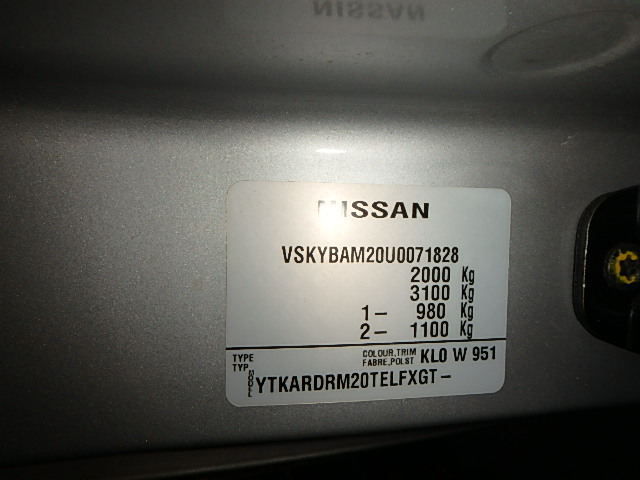 NISSAN
NISSAN
VSKYBAM20U0071828
2000 Kg
3100 Kg
1- 980 Kg
2- 1100 Kg
TYPE
TYP
COLOUR,TRIM
FABRE,POLST KL0 W 951
MODELL YTKARDRM20TELFXGT-